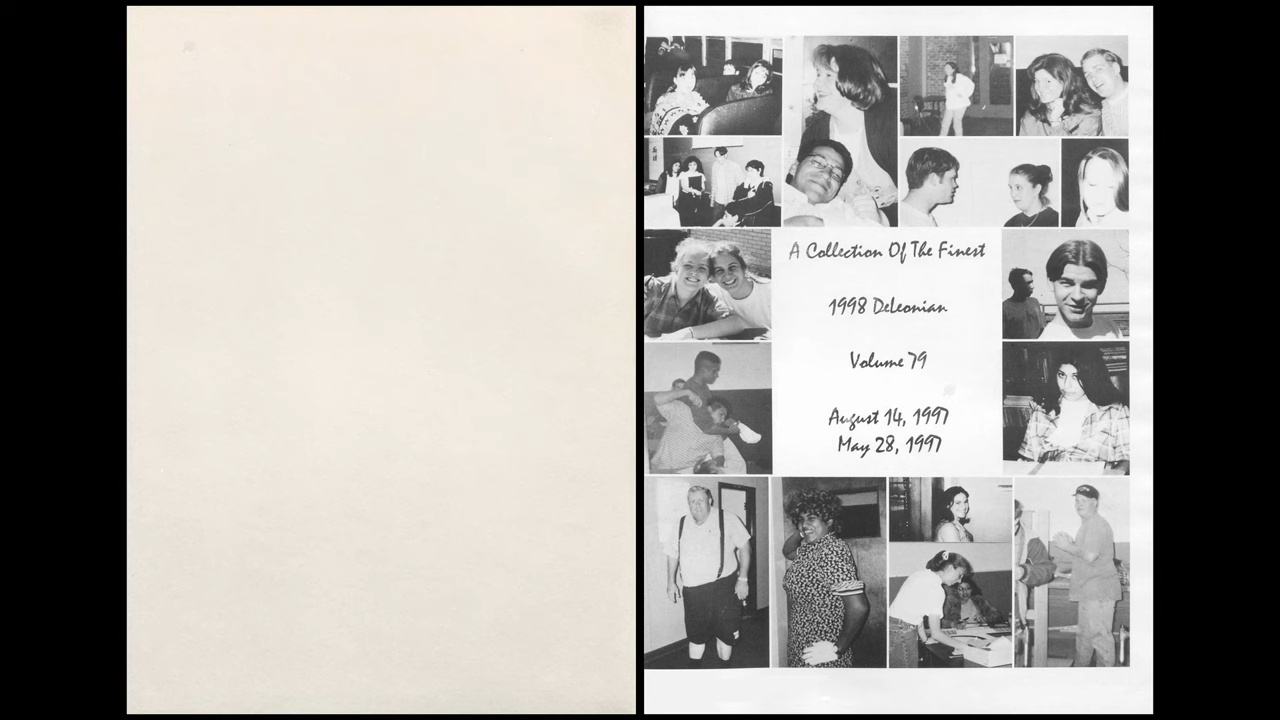 A Collection Of The Finest
1998 DeLeonian
Volume 79
August 14, 1997
May 28, 1997